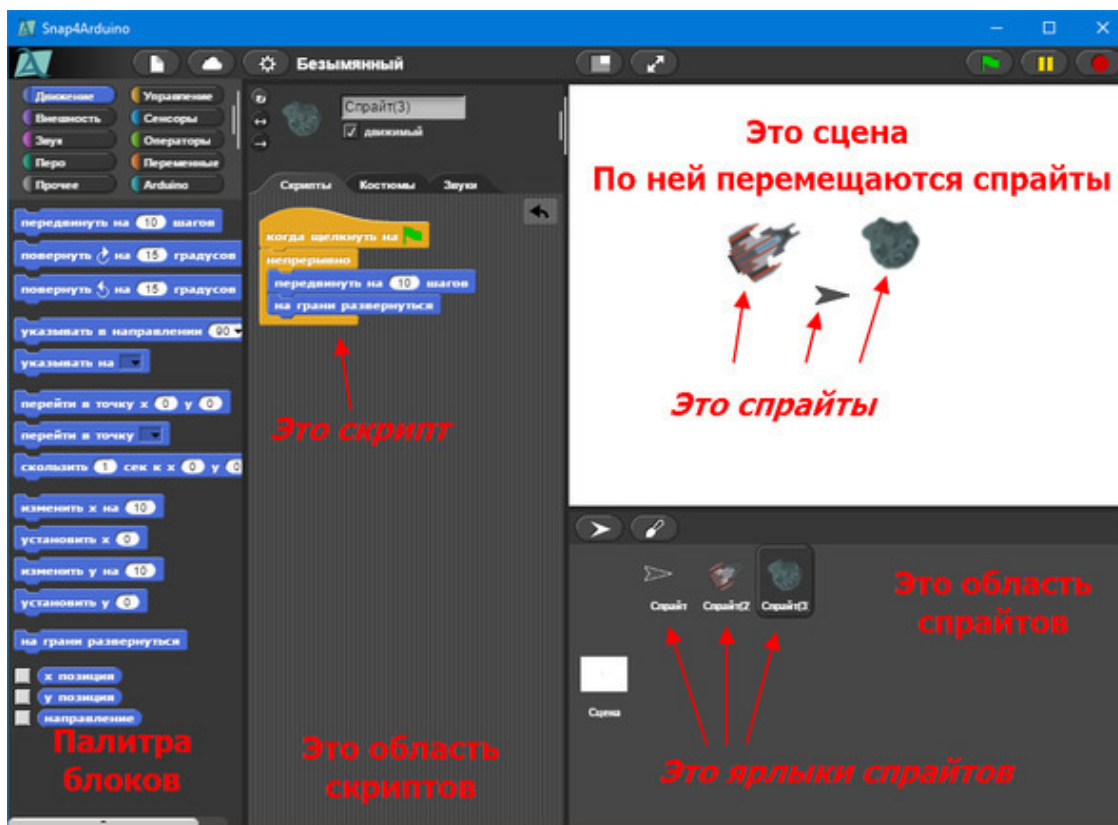 Snap4Arduino
Безымянный
Движение
Управление
Внешность
Сенсоры
Звук
Операторы
Перо
Переменные
Прочее
Arduino
передвинуть на 10 шагов
повернуть на 15 градусов
повернуть на 15 градусов
указывать в направлении 90
указывать на
перейти в точку x 0 y 0
перейти в точку
скользить 1 сек к x 0 y 0
изменить x на 10
установить x 0
изменить y на 10
установить y 0
на грани развернуться
x позиция
y позиция
направление
Палитра
блоков
Спрайт(3)
движимый
Скрипты Костюмы Звуки
когда щелкнуть на
непрерывно
передвинуть на 10 шагов
на грани развернуться
Это скрипт
Это область
скриптов
Это сцена
По ней перемещаются спрайты
Это спрайты
Спрайт Спрайт(2 Спрайт(3
Это область
спрайтов
Сцена
Это ярлыки спрайтов